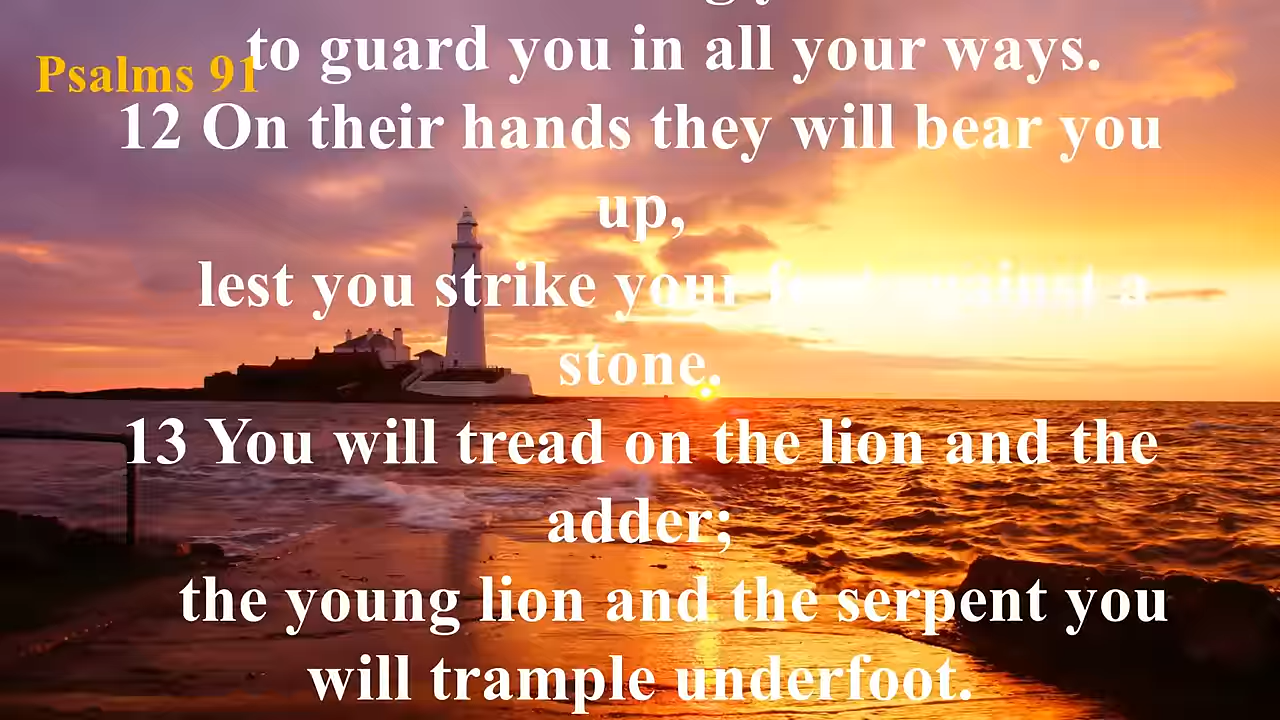 to guard you in all your ways.
Psalms 91
12 On their hands they will bear you
up,
lest you strike your foot against a
stone.
13 You will tread on the lion and the
adder;
the young lion and the serpent you
will trample underfoot.